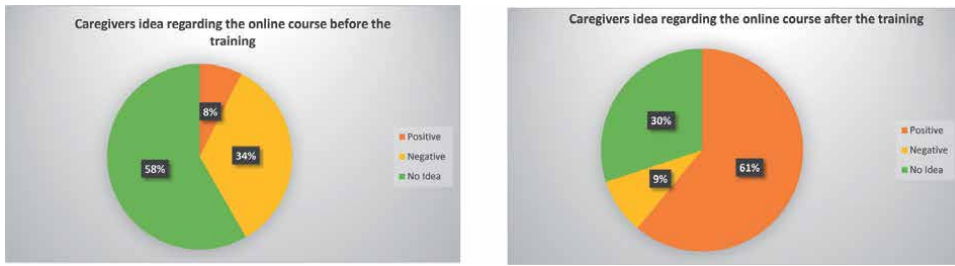 Caregivers idea regarding the online course before the
training
8%
34%
58%
Positive
Negative
No Idea
Caregivers idea regarding the online course after the training
30%
9%
61%
Positive
Negative
No Idea